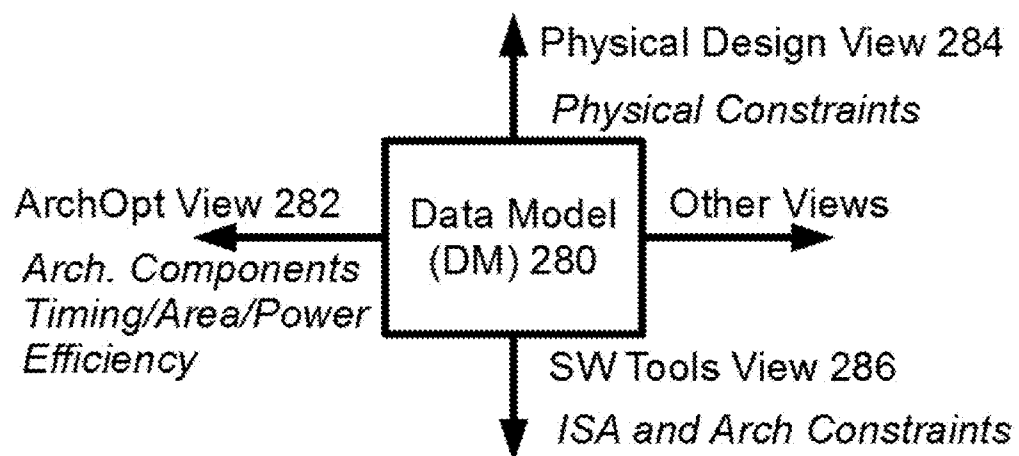 Physical Design View 284
Physical Constraints
ArchOpt View 282
Arch. Components
Timing/Area/Power
Efficiency
Data Model
(DM) 280
Other Views
SW Tools View 286
ISA and Arch Constraints